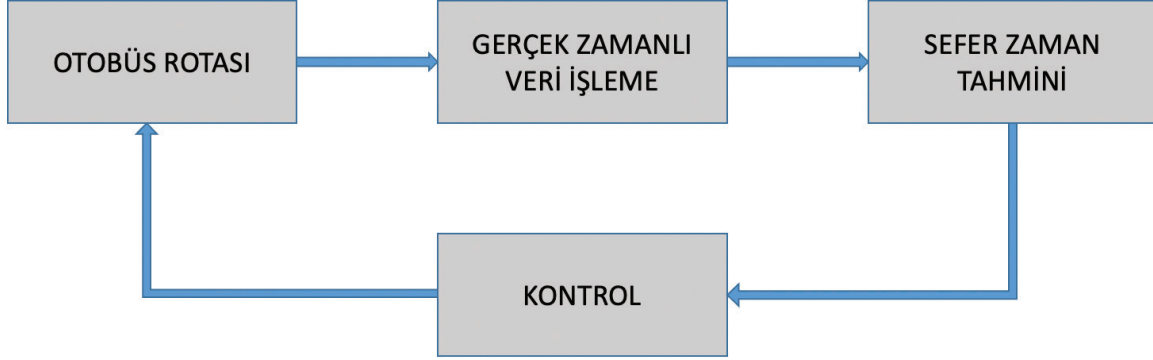 OTOBÜS ROTASI
GERÇEK ZAMANLI
VERİ İŞLEME
SEFER ZAMAN
TAHMİNİ
KONTROL